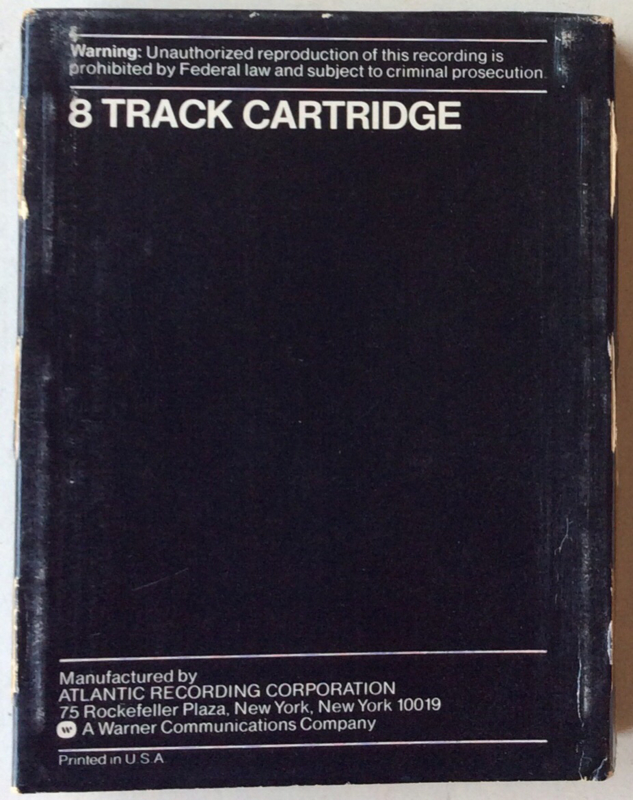 Warning: Unauthorized reproduction of this recording is
prohibited by Federal law and subject to criminal prosecution.
8 TRACK CARTRIDGE
Manufactured by
ATLANTIC RECORDING CORPORATION
75 Rockefeller Plaza, New York, New York 10019
A Warner Communications Company
Printed in U.S.A.